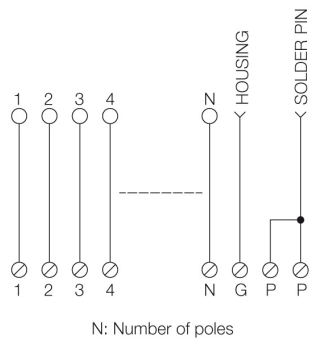 HOUSING
SOLDER PIN
1 2 3 4 N
1 2 3 4 N G P P
N: Number of poles